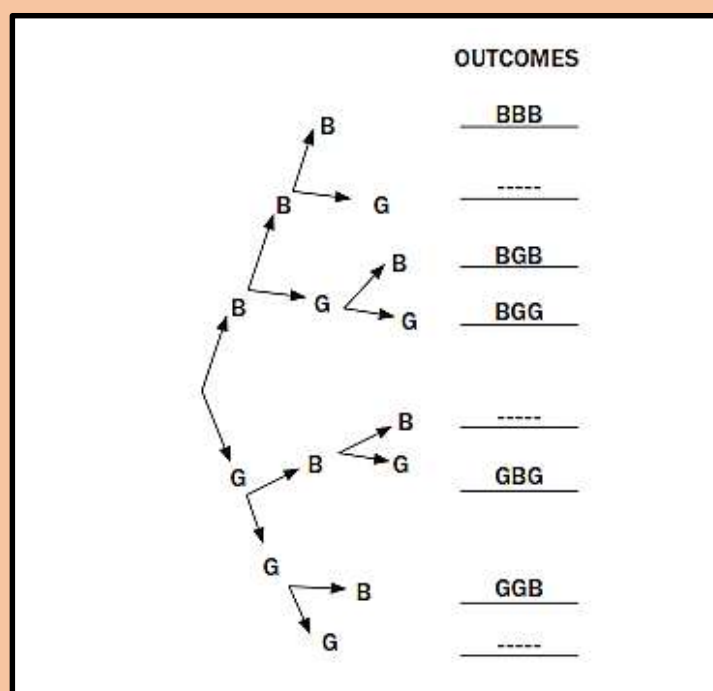 OUTCOMES
B BBB
B G -----
B BGB
B G G BGG
B -----
G B G GBG
G B GGB
G -----